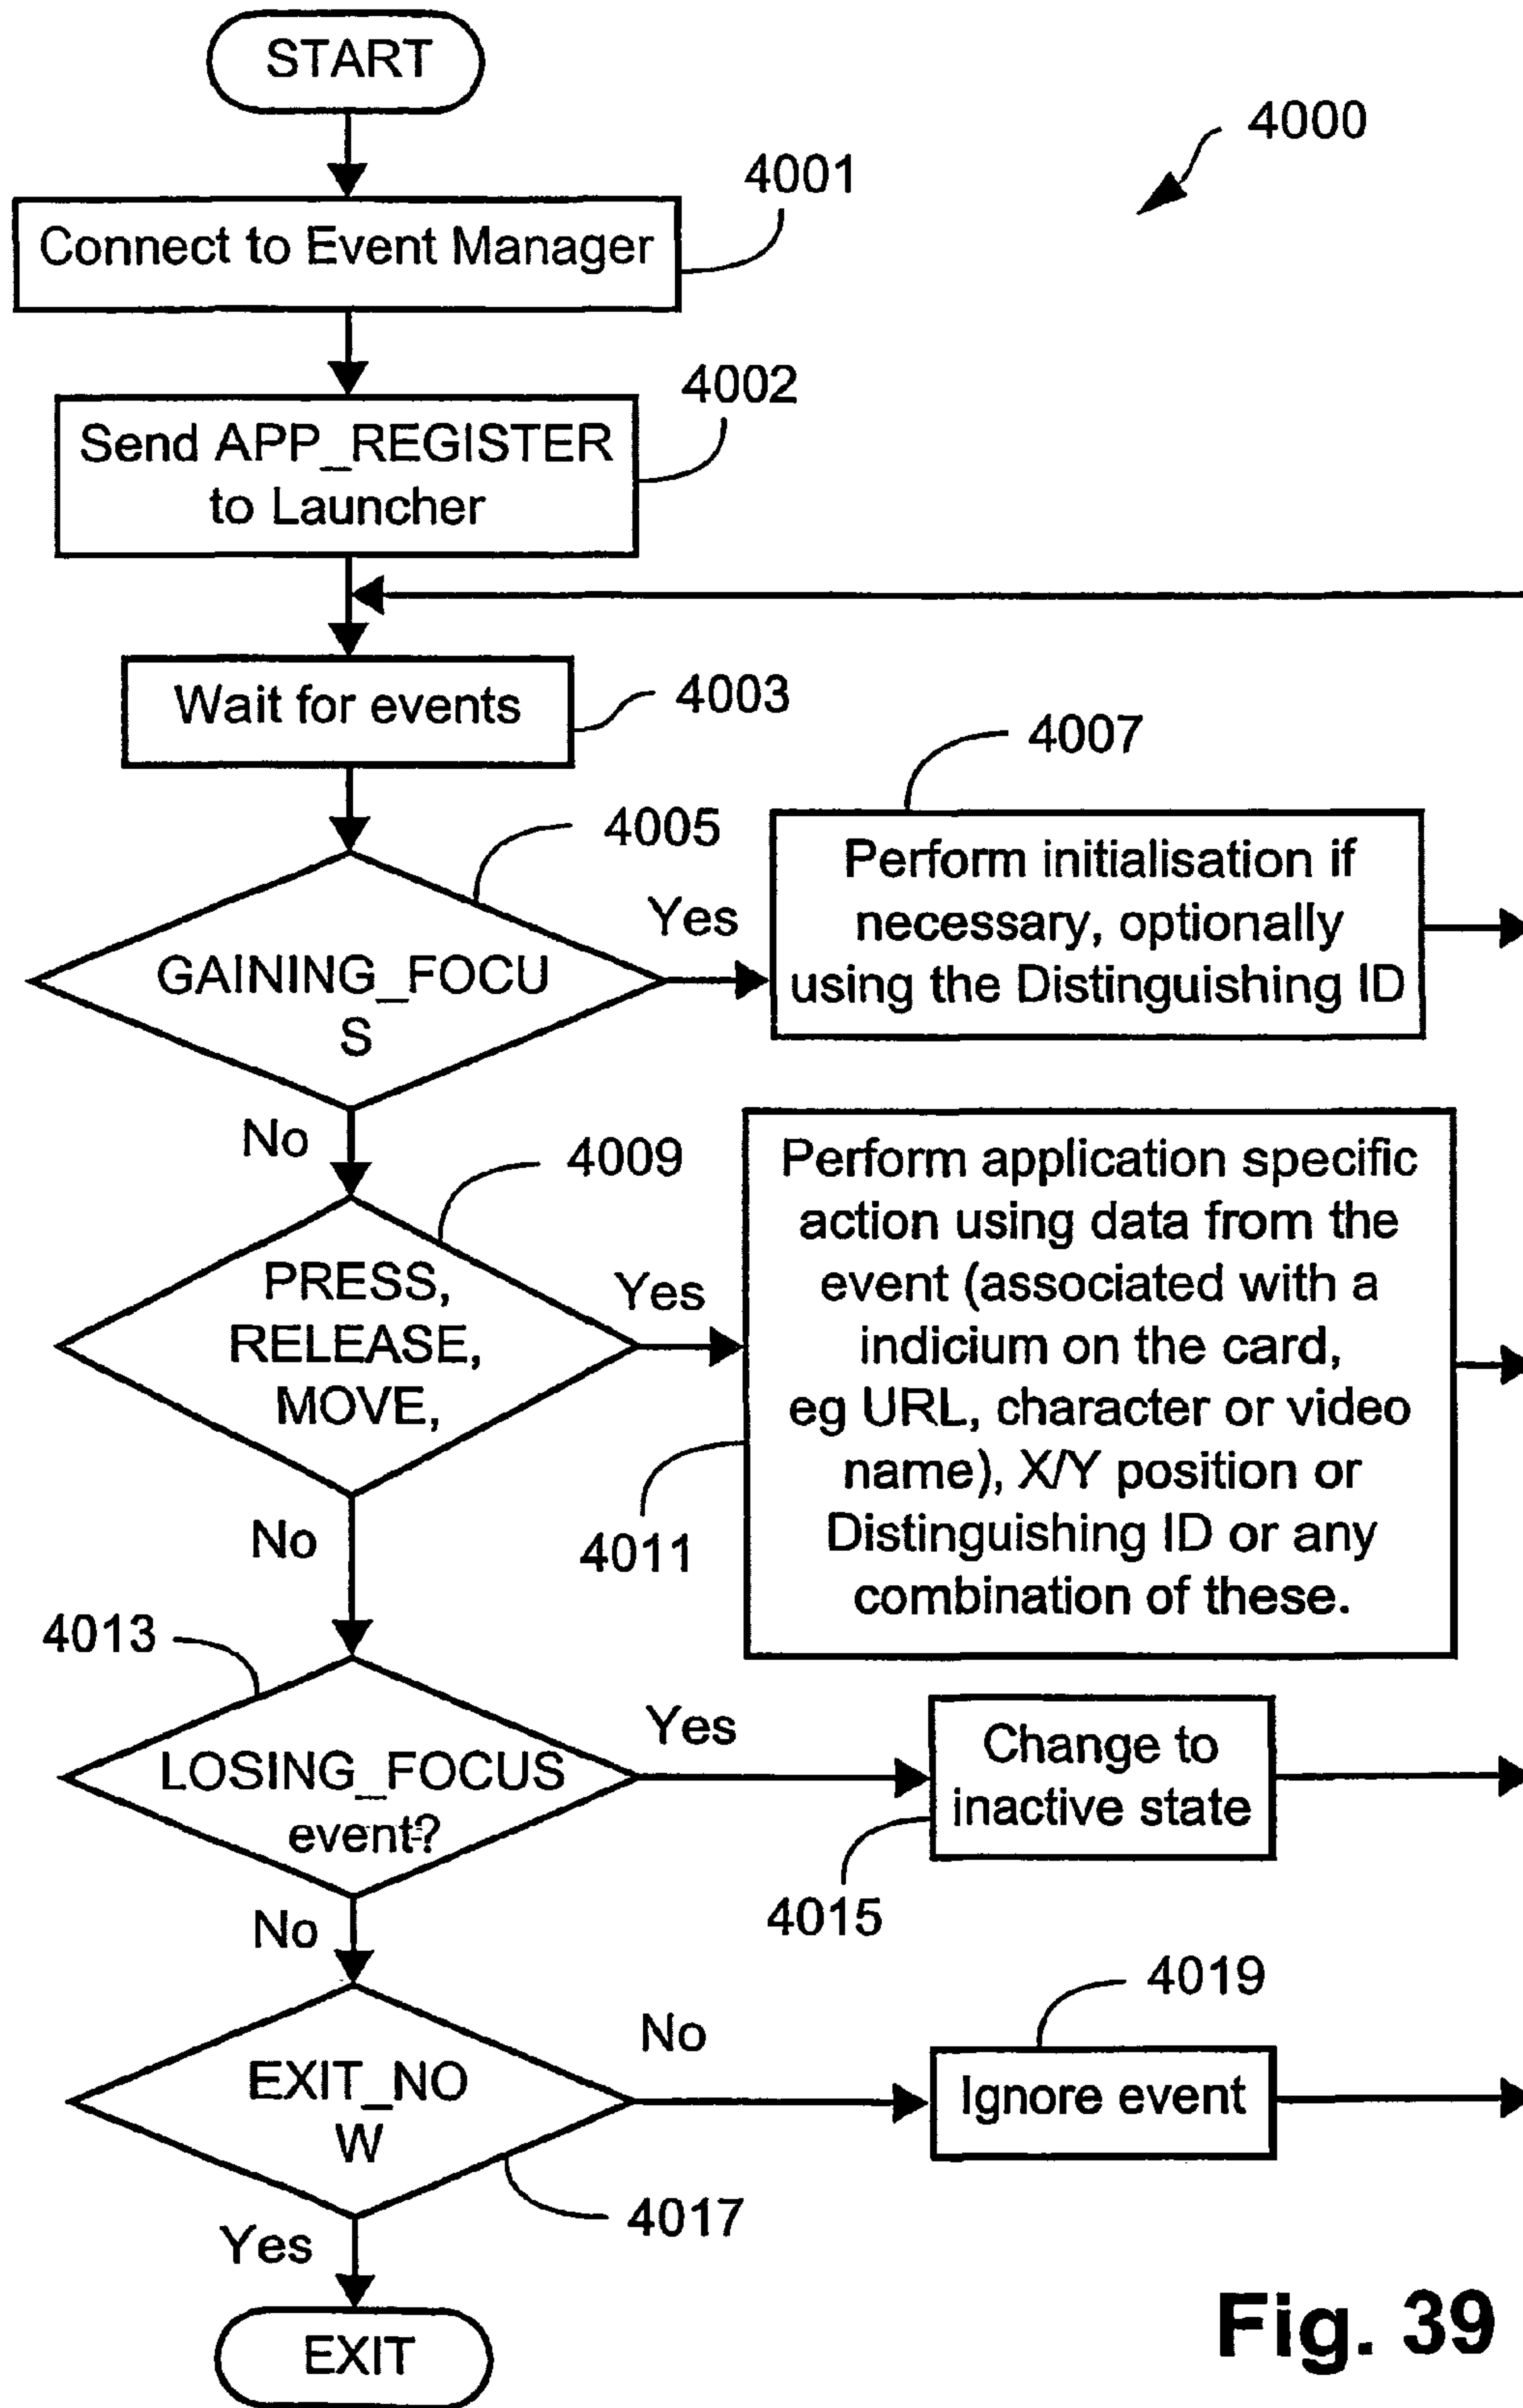 START
4000
4001
Connect to Event Manager
4002
Send APP_REGISTER
to Launcher
Wait for events
4003
4007
4005
Yes
Perform initialisation if
necessary, optionally
using the Distinguishing ID
GAINING_FOCU
S
No
4009
Yes
PRESS,
RELEASE,
MOVE,
Perform application specific
action using data from the
event (associated with a
indicium on the card,
eg URL, character or video
name), X/Y position or
Distinguishing ID or any
combination of these.
4011
No
4013
LOSING_FOCUS
event?
Yes
Change to
inactive state
4015
No
4019
EXIT_NO
W
No
Ignore event
4017
Yes
EXIT
Fig. 39